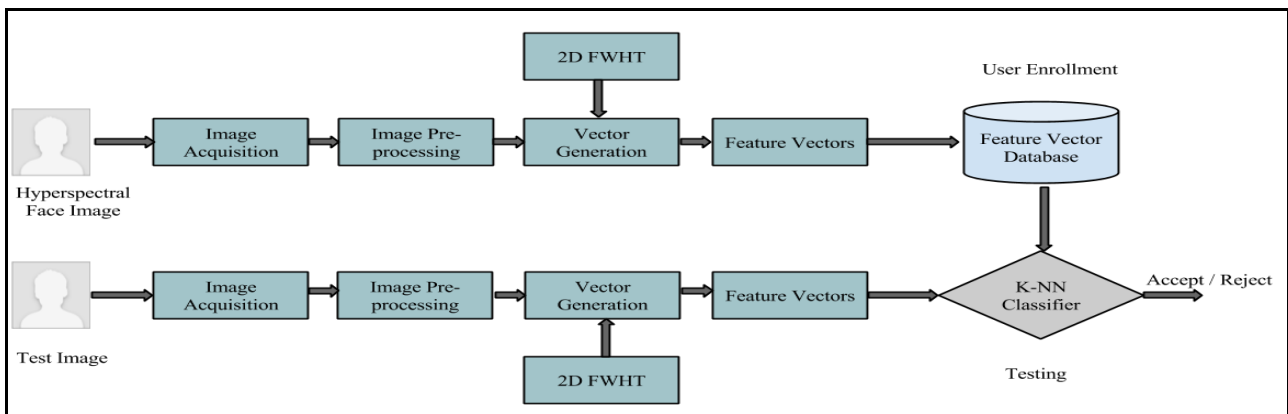 2D FWHT
User Enrollment
Image
Acquisition
Image Pre-
processing
Vector
Generation
Feature Vectors
Feature Vector
Database
Hyperspectral
Face Image
Image
Acquisition
Image Pre-
processing
Vector
Generation
Feature Vectors
K-NN
Classifier
Accept / Reject
Test Image
2D FWHT
Testing